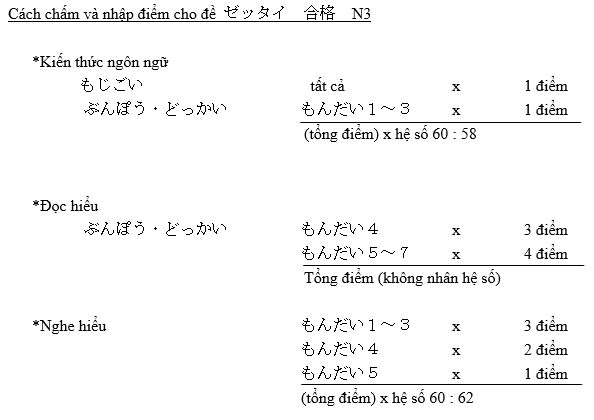 Cách chấm và nhập điểm cho đề ゼッタイ　合格　N3
*Kiến thức ngôn ngữ
もじごい tất cả x 1 điểm
ぶんぽう・どっかい もんだい１～３ x 1 điểm
(tổng điểm) x hệ số 60 : 58
*Đọc hiểu
ぶんぽう・どっかい もんだい４ x 3 điểm
もんだい５～７ x 4 điểm
Tổng điểm (không nhân hệ số)
*Nghe hiểu もんだい１～３ x 3 điểm
もんだい４ x 2 điểm
もんだい５ x 1 điểm
(tổng điểm) x hệ số 60 : 62